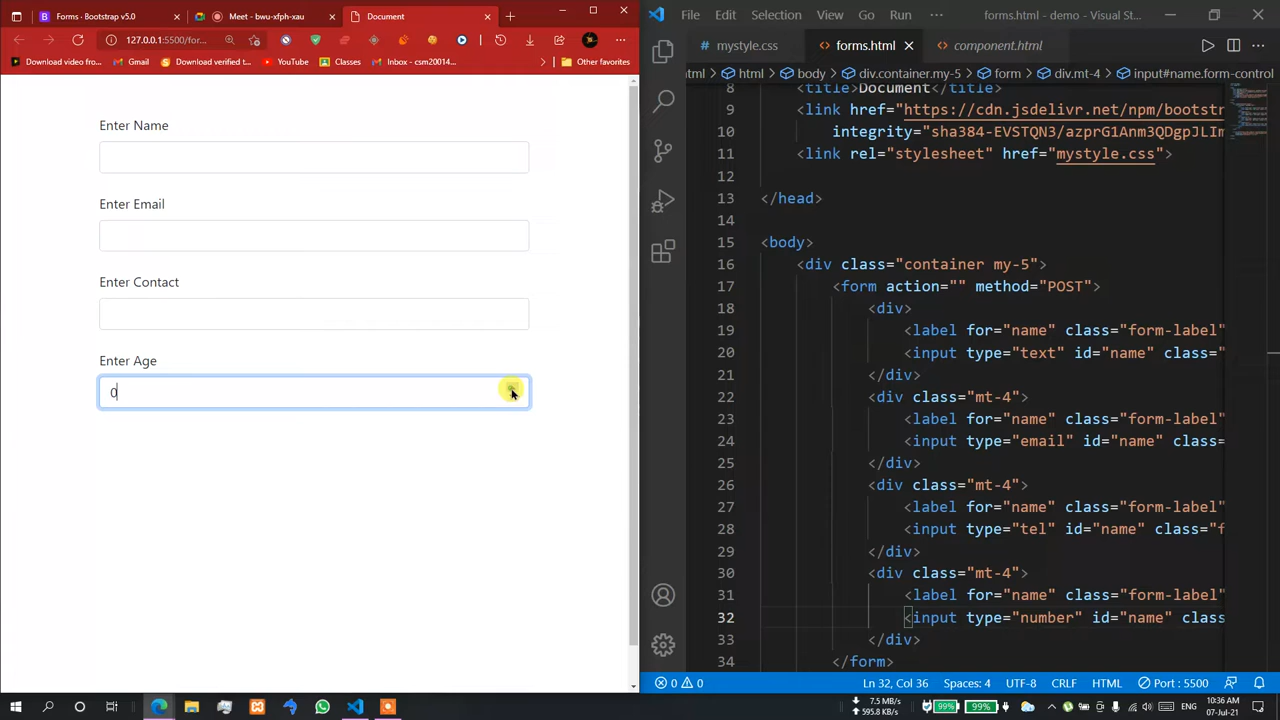 Forms · Bootstrap v5.0
Meet - bwu-xfph-xau
Document
127.0.0.1:5500/for...
Download video fro...
Gmail
Download verified t...
YouTube
Classes
Inbox - csm20014...
Other favorites
Enter Name
Enter Email
Enter Contact
Enter Age
0
File Edit Selection View Go Run ··· forms.html - demo - Visual St...
mystyle.css
forms.html
component.html
ml > html > body > div.container.my-5 > form > div.mt-4 > input#name.form-control
8 <title>Document</title>
9 <link href="https://cdn.jsdelivr.net/npm/bootstr
10 integrity="sha384-EVSTQN3/azprG1Anm3QDgpJLIm
11 <link rel="stylesheet" href="mystyle.css">
12
13 </head>
14
15 <body>
16 <div class="container my-5">
17 <form action="" method="POST">
18 <div>
19 <label for="name" class="form-label"
20 <input type="text" id="name" class="
21 </div>
22 <div class="mt-4">
23 <label for="name" class="form-label"
24 <input type="email" id="name" class=
25 </div>
26 <div class="mt-4">
27 <label for="name" class="form-label"
28 <input type="tel" id="name" class="f
29 </div>
30 <div class="mt-4">
31 <label for="name" class="form-label"
32 <input type="number" id="name" class
33 </div>
34 </form>
0 0 Ln 32, Col 36 Spaces: 4 UTF-8 CRLF HTML Port : 5500
7.5 MB/s
595.8 KB/s
99%
99%
ENG
10:36 AM
07-Jul-21